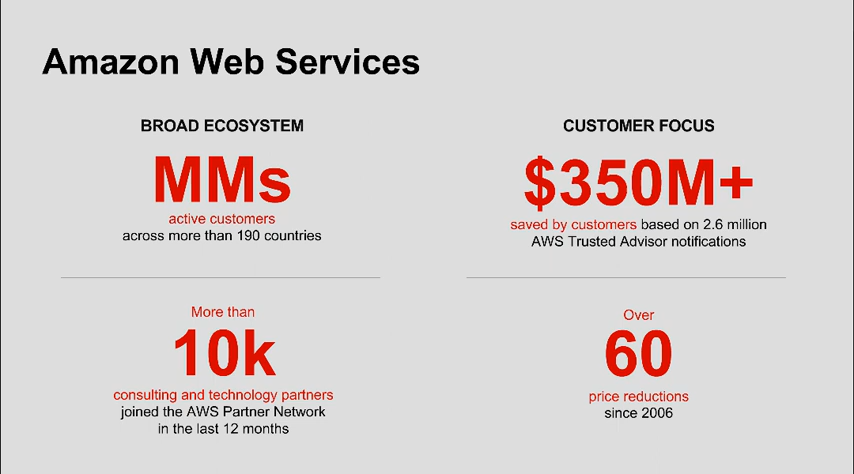 Amazon Web Services
BROAD ECOSYSTEM
MMs
active customers
across more than 190 countries
More than
10k
consulting and technology partners
joined the AWS Partner Network
in the last 12 months
CUSTOMER FOCUS
$350M+
saved by customers based on 2.6 million
AWS Trusted Advisor notifications
Over
60
price reductions
since 2006